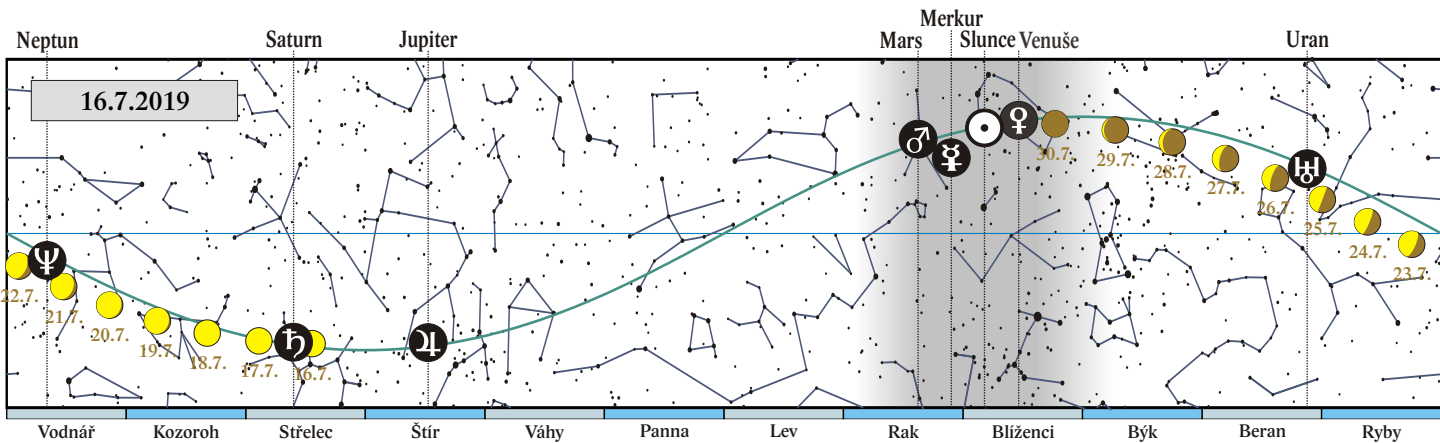 Merkur
Neptun Saturn Jupiter Mars Slunce Venuše Uran
16.7.2019
30.7. 29.7. 28.7. 27.7. 26.7. 25.7. 24.7. 23.7.
22.7. 21.7. 20.7. 19.7. 18.7. 17.7. 16.7.
Vodnář Kozoroh Střelec Štír Váhy Panna Lev Rak Blíženci Býk Beran Ryby